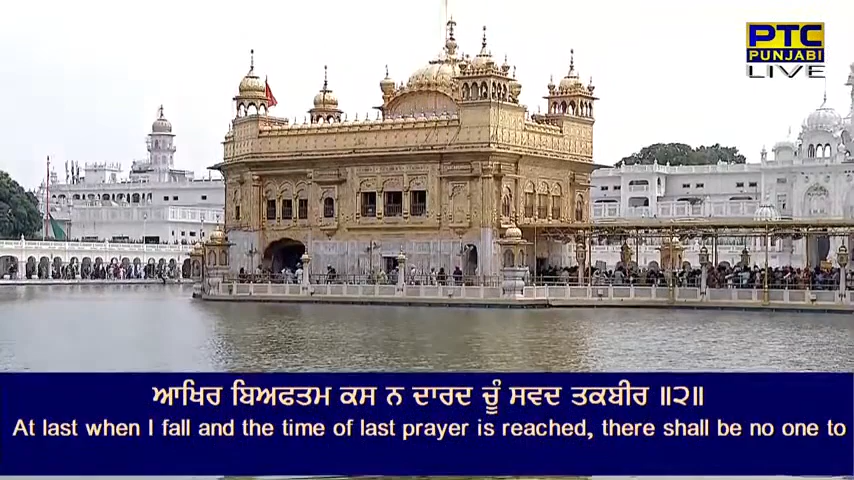 PTC
PUNJABI
LIVE
ਆਖਿਰ ਬਿਅਫਤਮ ਕਸ ਨ ਦਾਰਦ ਚੂੰ ਸਵਦ ਤਕਬੀਰ ॥੨॥
At last when I fall and the time of last prayer is reached, there shall be no one to